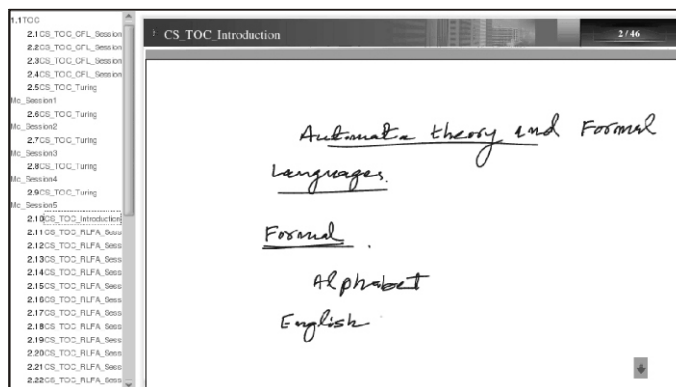 1.1TOC
2.1CS_TOC_CFL_Session
2.2CS_TOC_CFL_Session
2.3CS_TOC_CFL_Session
2.4CS_TOC_CFL_Session
2.5CS_TOC_Turing
Mc_Session1
2.6CS_TOC_Turing
Mc_Session2
2.7CS_TOC_Turing
Mc_Session3
2.8CS_TOC_Turing
Mc_Session4
2.9CS_TOC_Turing
Mc_Session5
2.10CS_TOC_Introduction
2.11CS_TOC_RLFA_Sess
2.12CS_TOC_RLFA_Sess
2.13CS_TOC_RLFA_Sess
2.14CS_TOC_RLFA_Sess
2.15CS_TOC_RLFA_Sess
2.16CS_TOC_RLFA_Sess
2.17CS_TOC_RLFA_Sess
2.18CS_TOC_RLFA_Sess
2.19CS_TOC_RLFA_Sess
2.20CS_TOC_RLFA_Sess
2.21CS_TOC_RLFA_Sess
2.22CS_TOC_RLFA_Sess
CS_TOC_Introduction
2/46
Automata theory and Formal
Languages.
Formal.
Alphabet
English